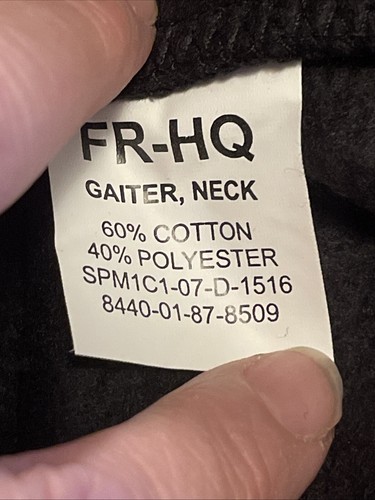 FR-HQ
GAITER, NECK
60% COTTON
40% POLYESTER
SPM1C1-07-D-1516
8440-01-87-8509